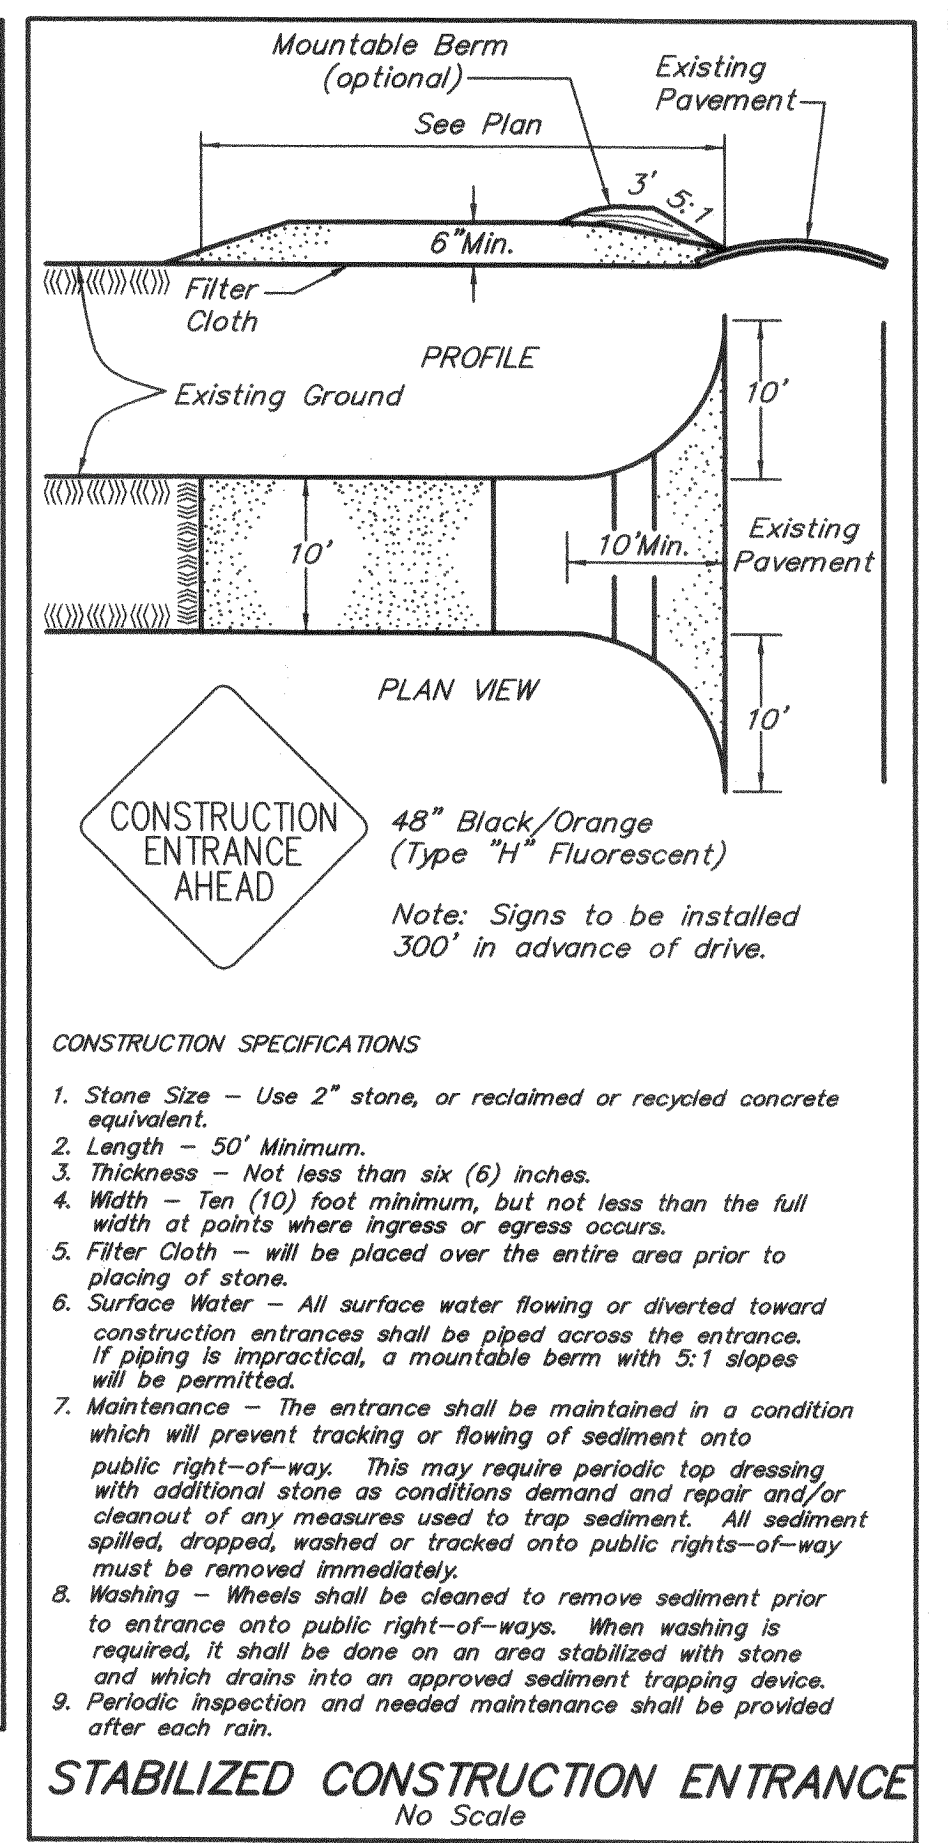 Mountable Berm
(optional)
Existing
Pavement
See Plan
3'
5:1
6"Min.
Filter
Cloth
PROFILE
Existing Ground
10'
10'
10'Min.
Existing
Pavement
PLAN VIEW
10'
CONSTRUCTION
ENTRANCE
AHEAD
48" Black/Orange
(Type "H" Fluorescent)
Note: Signs to be installed
300' in advance of drive.
CONSTRUCTION SPECIFICATIONS
1. Stone Size – Use 2" stone, or reclaimed or recycled concrete
equivalent.
2. Length – 50' Minimum.
3. Thickness – Not less than six (6) inches.
4. Width – Ten (10) foot minimum, but not less than the full
width at points where ingress or egress occurs.
5. Filter Cloth – will be placed over the entire area prior to
placing of stone.
6. Surface Water – All surface water flowing or diverted toward
construction entrances shall be piped across the entrance.
If piping is impractical, a mountable berm with 5:1 slopes
will be permitted.
7. Maintenance – The entrance shall be maintained in a condition
which will prevent tracking or flowing of sediment onto
public right–of–way. This may require periodic top dressing
with additional stone as conditions demand and repair and/or
cleanout of any measures used to trap sediment. All sediment
spilled, dropped, washed or tracked onto public rights–of–way
must be removed immediately.
8. Washing – Wheels shall be cleaned to remove sediment prior
to entrance onto public right–of–ways. When washing is
required, it shall be done on an area stabilized with stone
and which drains into an approved sediment trapping device.
9. Periodic inspection and needed maintenance shall be provided
after each rain.
STABILIZED CONSTRUCTION ENTRANCE
No Scale